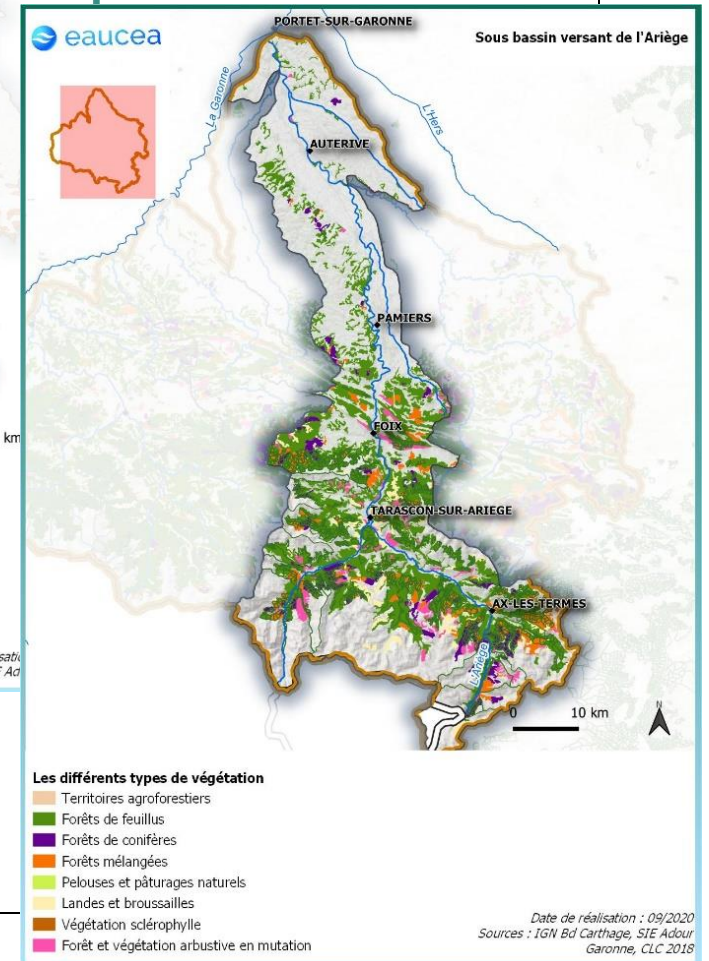 PORTET-SUR-GARONNE
eaucea
Sous bassin versant de l'Ariège
La Garonne
L'Hers
AUTERIVE
PAMIERS
km
FOIX
TARASCON-SUR-ARIEGE
AX-LES-TERMES
L'Ariège
0 10 km
N
Les différents types de végétation
Territoires agroforestiers
Forêts de feuillus
Forêts de conifères
Forêts mélangées
Pelouses et pâturages naturels
Landes et broussailles
Végétation sclérophylle
Forêt et végétation arbustive en mutation
Date de réalisation : 09/2020
Sources : IGN Bd Carthage, SIE Adour
Garonne, CLC 2018